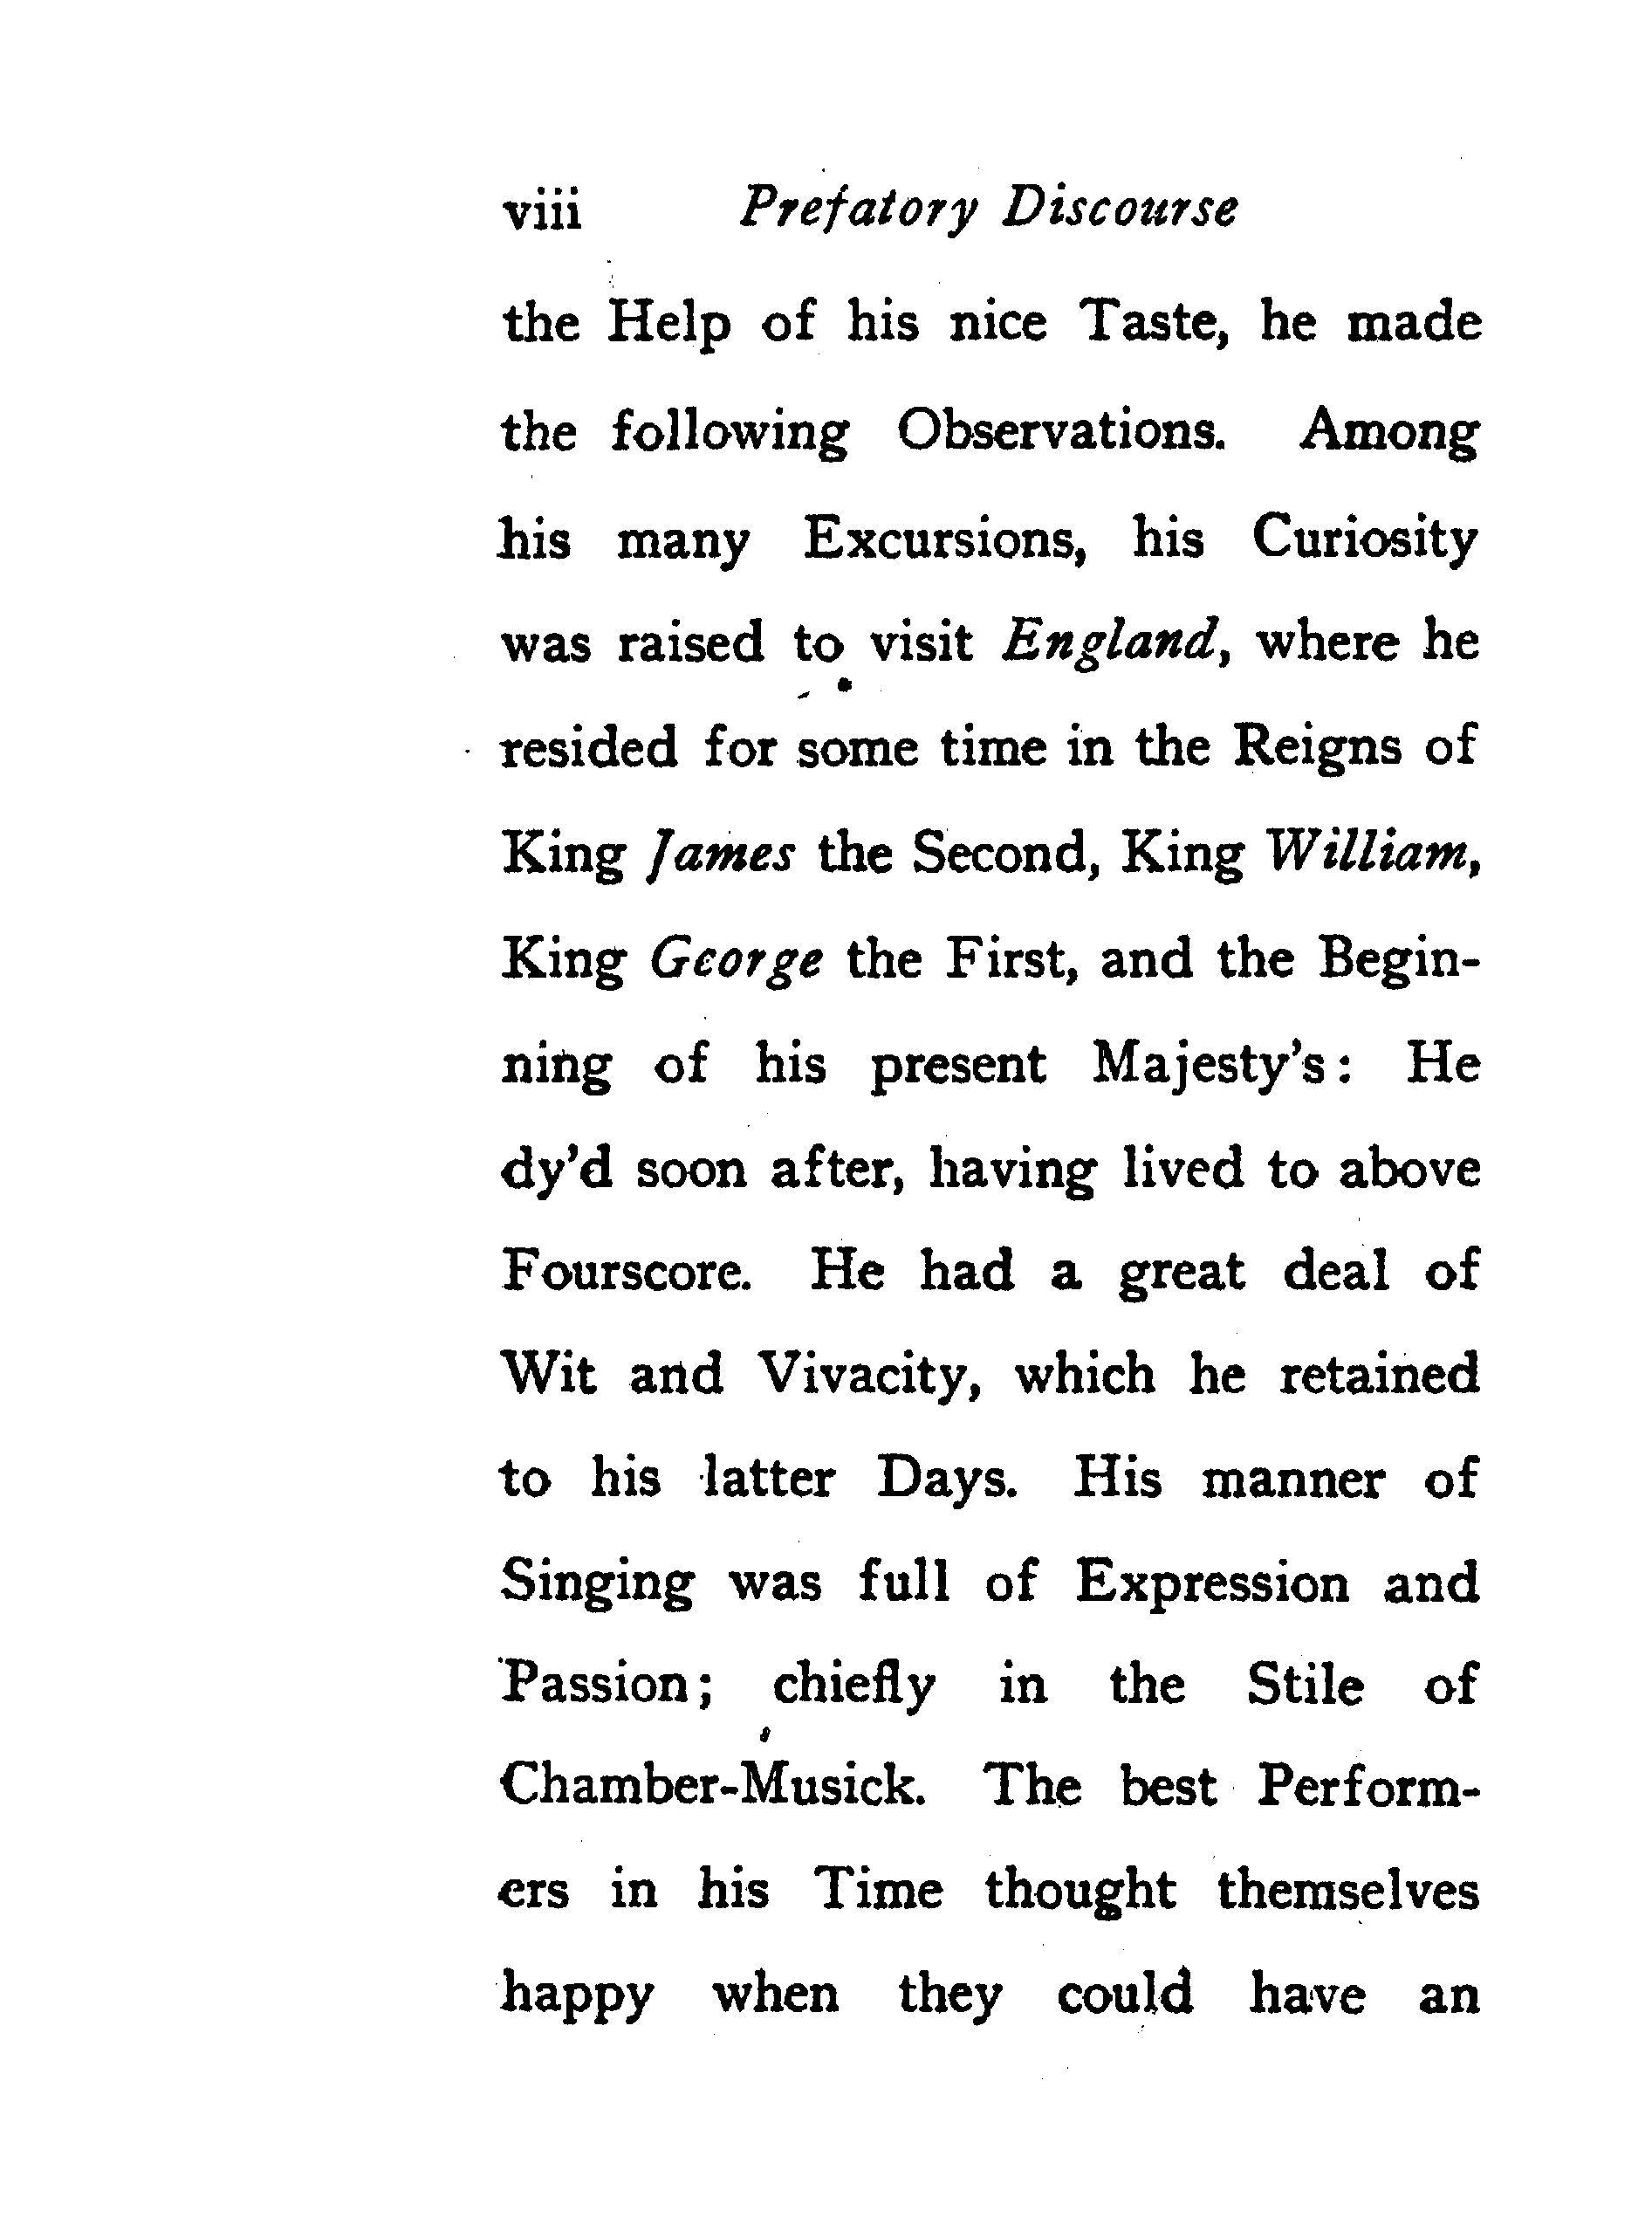 viii Prefatory Discourse
the Help of his nice Taste, he made
the following Observations. Among
his many Excursions, his Curiosity
was raised to visit England, where he
resided for some time in the Reigns of
King James the Second, King William,
King George the First, and the Begin-
ning of his present Majesty's: He
dy'd soon after, having lived to above
Fourscore. He had a great deal of
Wit and Vivacity, which he retained
to his latter Days. His manner of
Singing was full of Expression and
Passion; chiefly in the Stile of
Chamber-Musick. The best Perform-
ers in his Time thought themselves
happy when they could have an